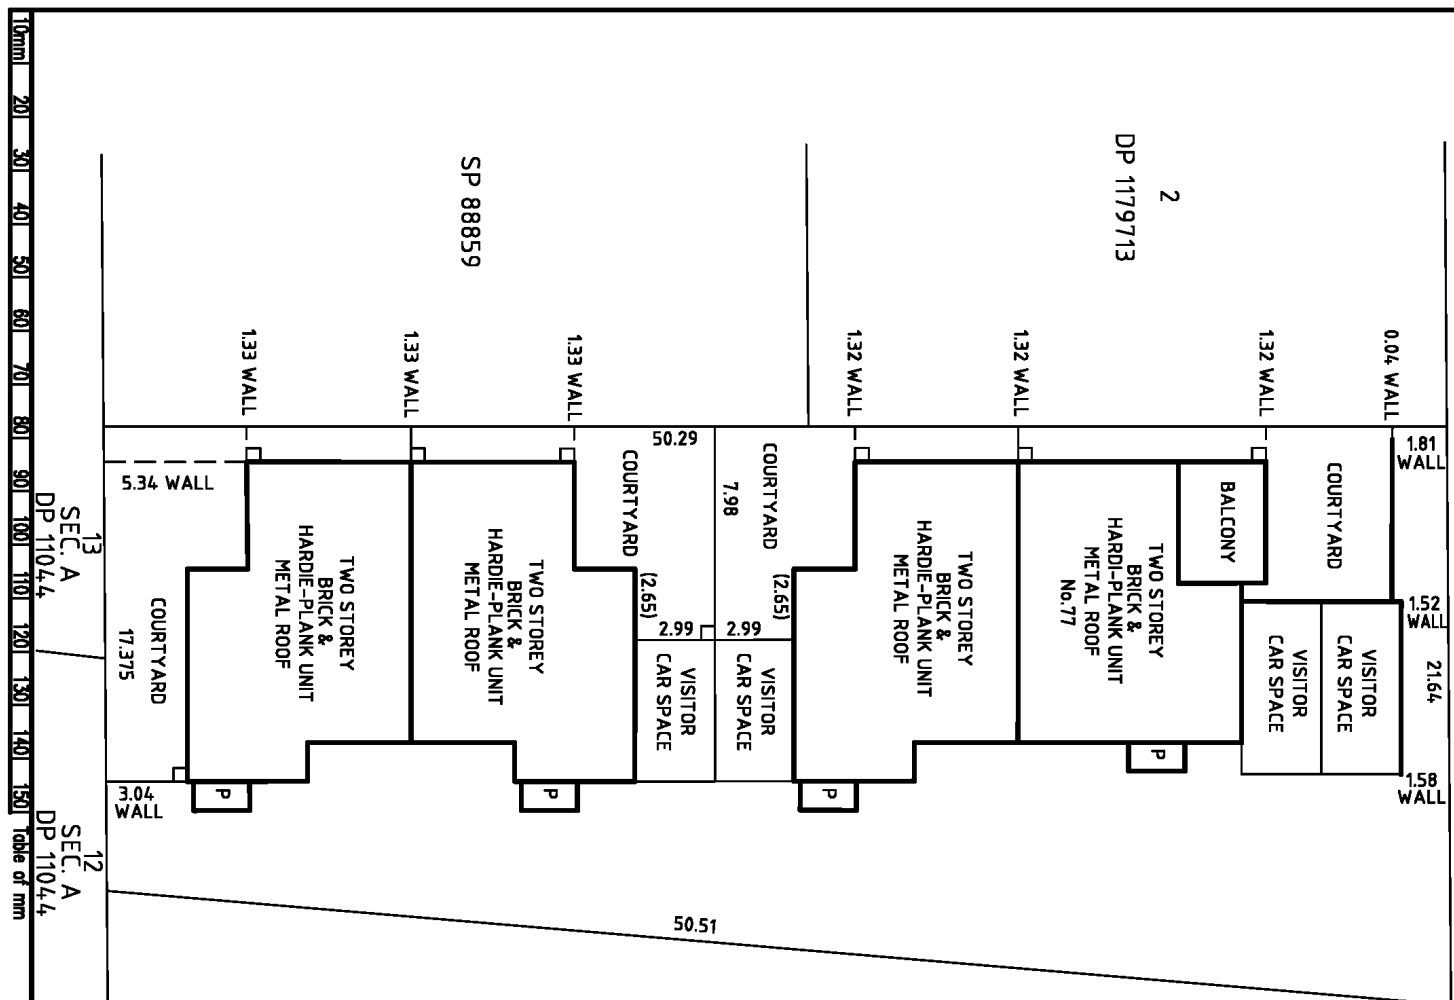 10mm
20
30
40
50
60
70
80
90
100
110
120
130
140
150
Table of mm
SP 88859
2
DP 1179713
1.33 WALL
1.33 WALL
1.33 WALL
1.32 WALL
1.32 WALL
1.32 WALL
0.04 WALL
50.29
1.81
WALL
5.34 WALL
COURTYARD
COURTYARD
7.98
BALCONY
COURTYARD
13
SEC. A
DP 11044
TWO STOREY
BRICK &
HARDIE-PLANK UNIT
METAL ROOF
TWO STOREY
BRICK &
HARDIE-PLANK UNIT
METAL ROOF
TWO STOREY
BRICK &
HARDIE-PLANK UNIT
METAL ROOF
TWO STOREY
BRICK &
HARDI-PLANK UNIT
METAL ROOF
No.77
(2.65)
(2.65)
2.99
2.99
1.52
WALL
COURTYARD
17.375
VISITOR
CAR SPACE
VISITOR
CAR SPACE
VISITOR
CAR SPACE
VISITOR
CAR SPACE
21.64
P
P
P
P
3.04
WALL
1.58
WALL
12
SEC. A
DP 11044
50.51